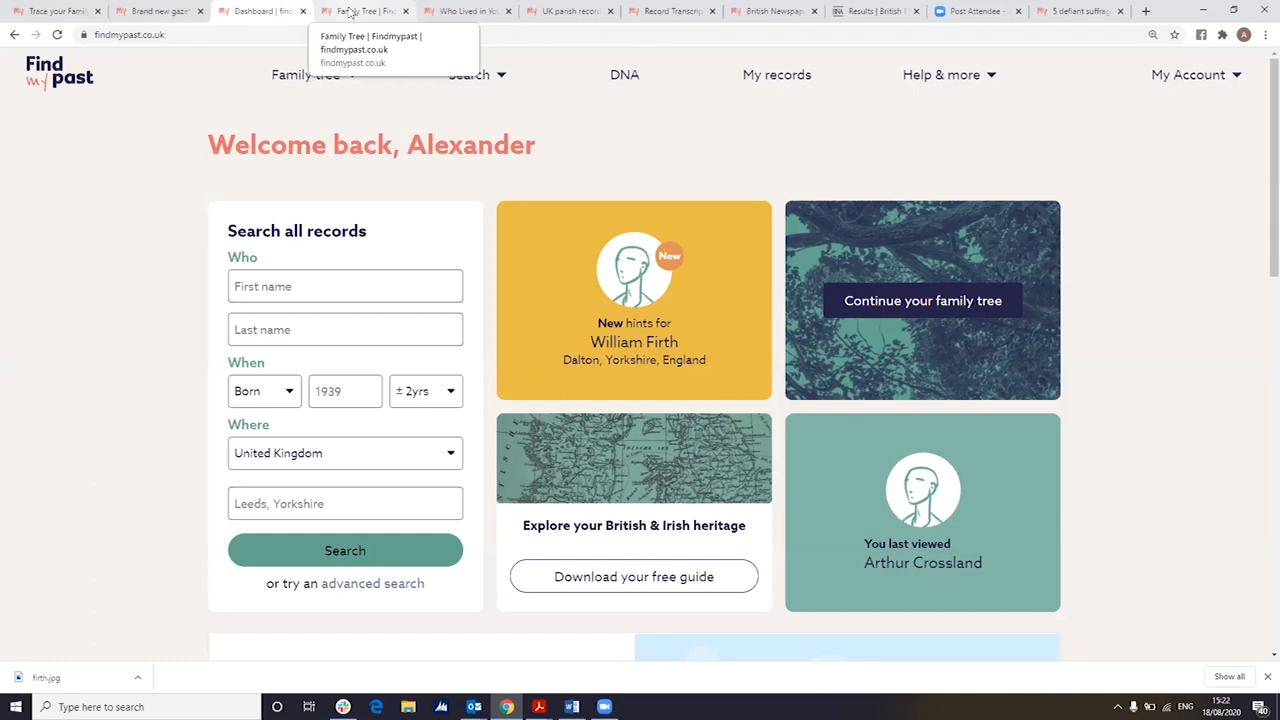 Trace your Famil
Brand new gaze
Dashboard | find
Family Tree | Find
Who Lived in Yo
UK parish recor
Record Transcrip
British Newspap
Results | British
Post Attendee -
5 defiant suffrag
findmypast.co.uk
Family Tree | Findmypast |
findmypast.co.uk
findmypast.co.uk
Find
my past
Family tree
Search
DNA
My records
Help & more
My Account
Welcome back, Alexander
Search all records
Who
First name
Last name
When
Born
1939
± 2yrs
Where
United Kingdom
Leeds, Yorkshire
Search
or try an advanced search
New
New hints for
William Firth
Dalton, Yorkshire, England
Continue your family tree
Explore your British & Irish heritage
Download your free guide
You last viewed
Arthur Crossland
firth.jpg
Show all
Type here to search
ENG
15:22
18/08/2020